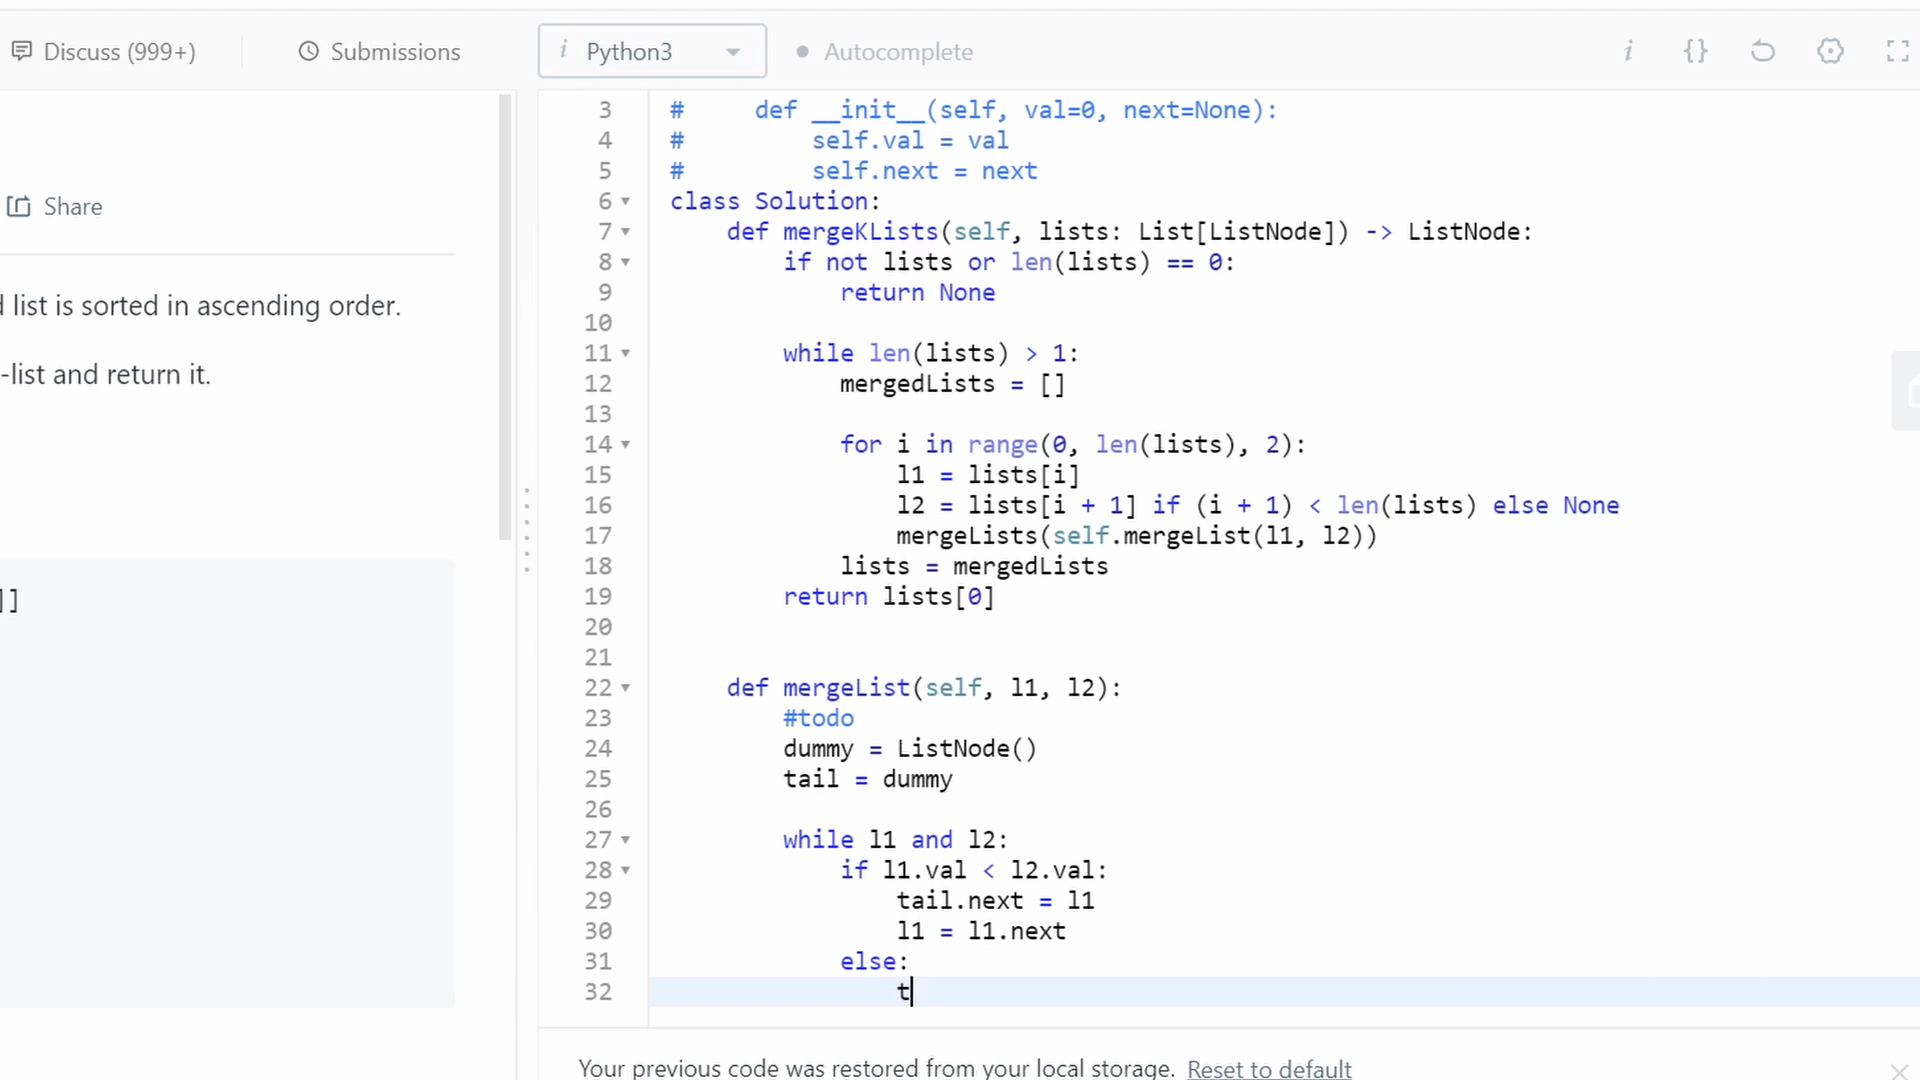 Discuss (999+)
Submissions
i Python3
Autocomplete
i {}
Share
list is sorted in ascending order.
-list and return it.
]]
3 #     def __init__(self, val=0, next=None):
4 #         self.val = val
5 #         self.next = next
6 class Solution:
7     def mergeKLists(self, lists: List[ListNode]) -> ListNode:
8         if not lists or len(lists) == 0:
9             return None
10
11         while len(lists) > 1:
12             mergedLists = []
13
14             for i in range(0, len(lists), 2):
15                 l1 = lists[i]
16                 l2 = lists[i + 1] if (i + 1) < len(lists) else None
17                 mergeLists(self.mergeList(l1, l2))
18             lists = mergedLists
19         return lists[0]
20
21
22     def mergeList(self, l1, l2):
23         #todo
24         dummy = ListNode()
25         tail = dummy
26
27         while l1 and l2:
28             if l1.val < l2.val:
29                 tail.next = l1
30                 l1 = l1.next
31             else:
32                 t
Your previous code was restored from your local storage. Reset to default